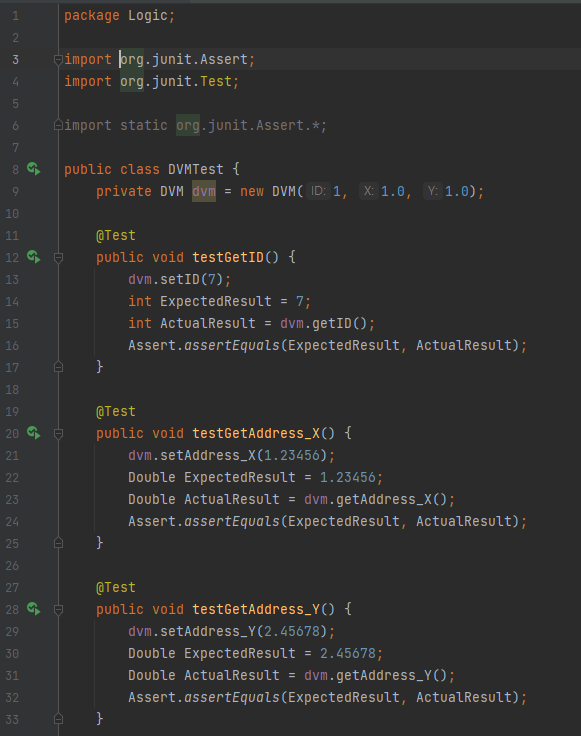 1 package Logic;
2
3 import org.junit.Assert;
4 import org.junit.Test;
5
6 import static org.junit.Assert.*;
7
8 public class DVMTest {
9 private DVM dvm = new DVM( ID: 1, X: 1.0, Y: 1.0);
10
11 @Test
12 public void testGetID() {
13 dvm.setID(7);
14 int ExpectedResult = 7;
15 int ActualResult = dvm.getID();
16 Assert.assertEquals(ExpectedResult, ActualResult);
17 }
18
19 @Test
20 public void testGetAddress_X() {
21 dvm.setAddress_X(1.23456);
22 Double ExpectedResult = 1.23456;
23 Double ActualResult = dvm.getAddress_X();
24 Assert.assertEquals(ExpectedResult, ActualResult);
25 }
26
27 @Test
28 public void testGetAddress_Y() {
29 dvm.setAddress_Y(2.45678);
30 Double ExpectedResult = 2.45678;
31 Double ActualResult = dvm.getAddress_Y();
32 Assert.assertEquals(ExpectedResult, ActualResult);
33 }